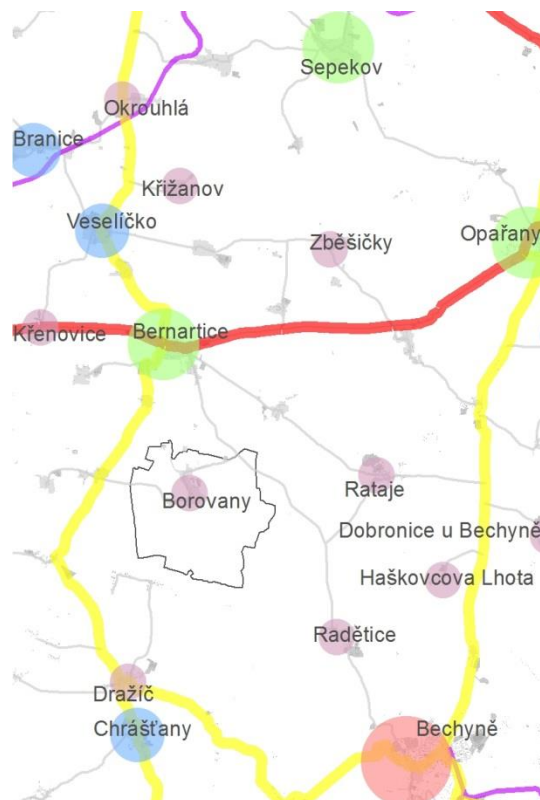 Sepekov
Okrouhlá
Branice
Křižanov
Veselíčko
Opařany
Zběšičky
Křenovice
Bernartice
Borovany
Rataje
Dobronice u Bechyně
Haškovcova Lhota
Radětice
Dražíč
Chrášťany
Bechyně